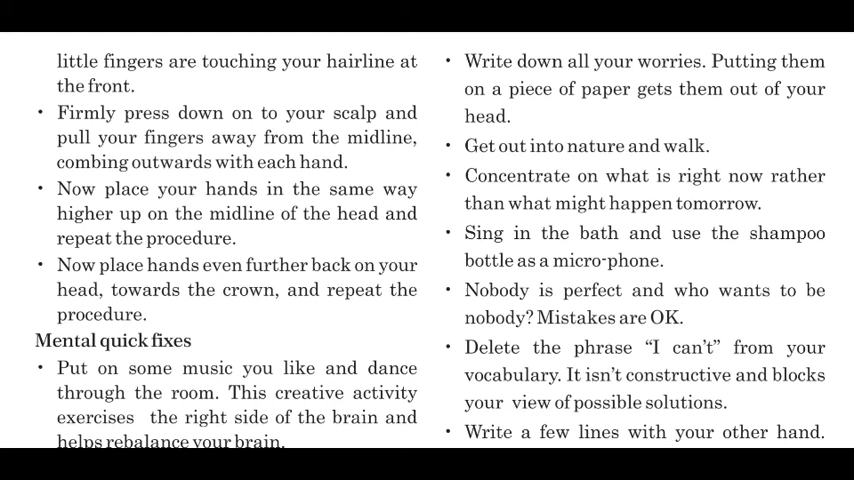 little fingers are touching your hairline at
the front.
• Firmly press down on to your scalp and
pull your fingers away from the midline,
combing outwards with each hand.
• Now place your hands in the same way
higher up on the midline of the head and
repeat the procedure.
• Now place hands even further back on your
head, towards the crown, and repeat the
procedure.
Mental quick fixes
• Put on some music you like and dance
through the room. This creative activity
exercises the right side of the brain and
helps rebalance your brain.
• Write down all your worries. Putting them
on a piece of paper gets them out of your
head.
• Get out into nature and walk.
• Concentrate on what is right now rather
than what might happen tomorrow.
• Sing in the bath and use the shampoo
bottle as a micro-phone.
• Nobody is perfect and who wants to be
nobody? Mistakes are OK.
• Delete the phrase “I can’t” from your
vocabulary. It isn’t constructive and blocks
your view of possible solutions.
• Write a few lines with your other hand.